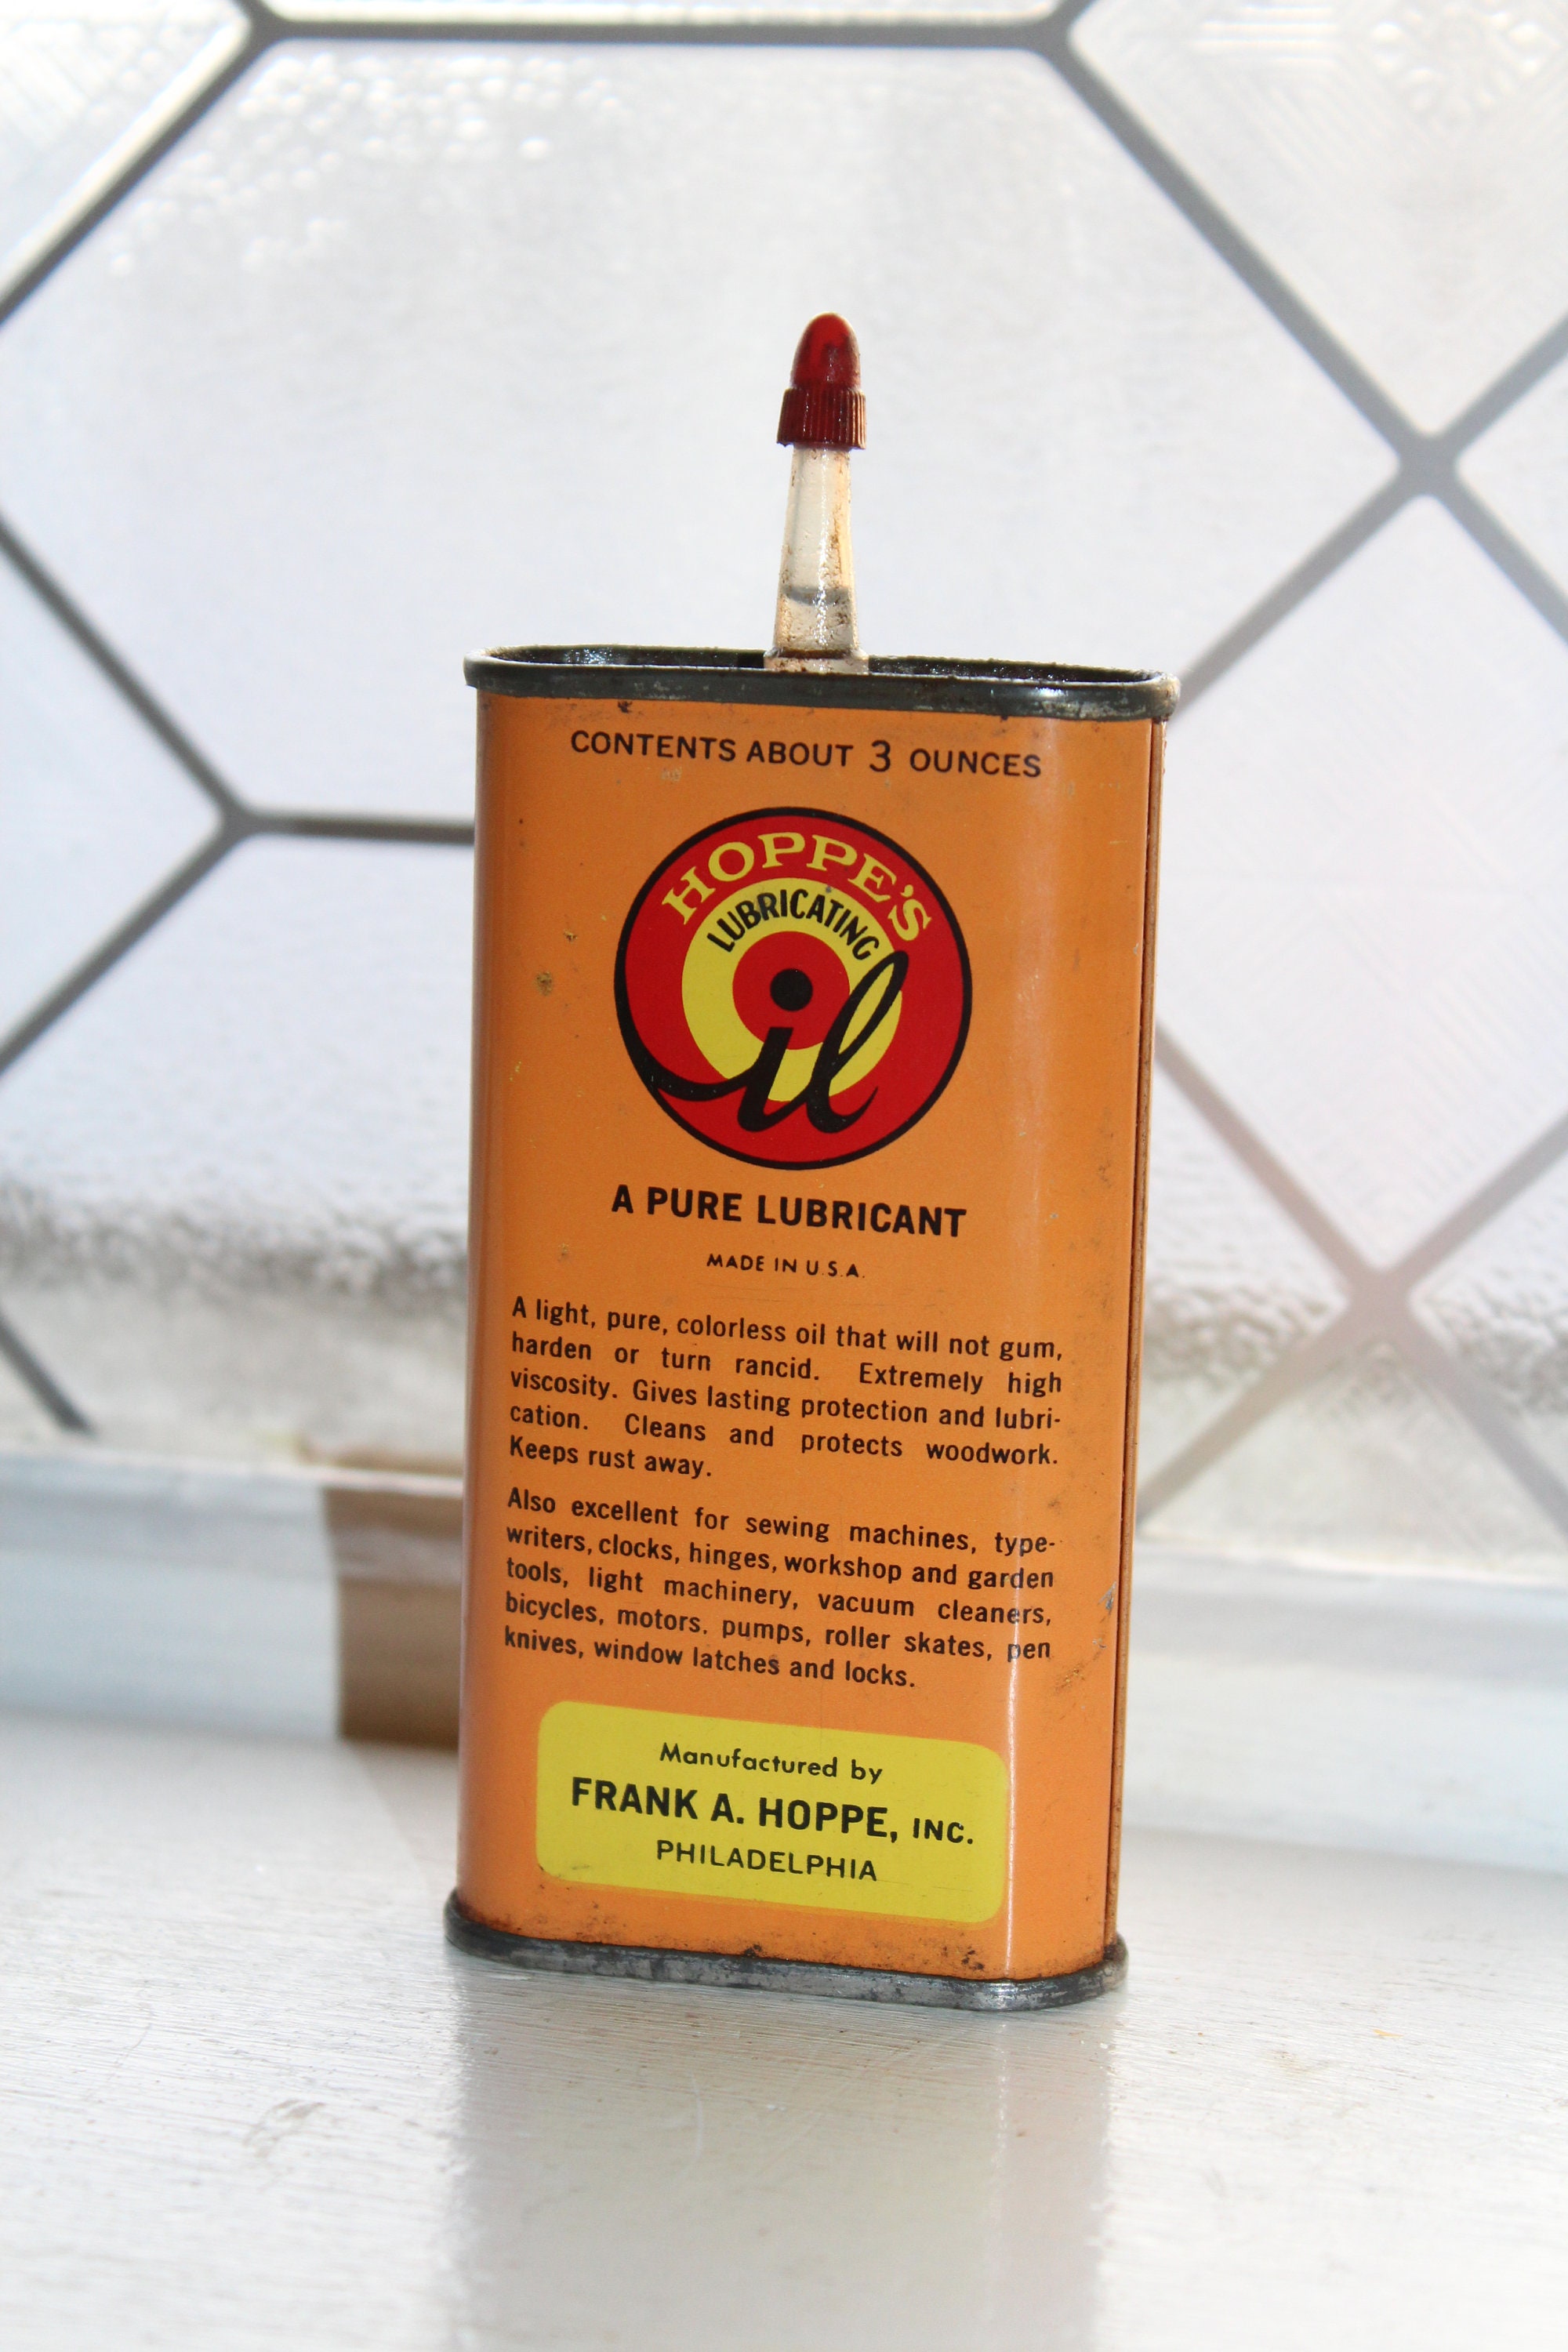 CONTENTS ABOUT 3 OUNCES
HOPPE'S
LUBRICATING
Oil
A PURE LUBRICANT
MADE IN U.S.A.
A light, pure, colorless oil that will not gum,
harden or turn rancid. Extremely high
viscosity. Gives lasting protection and lubri-
cation. Cleans and protects woodwork.
Keeps rust away.
Also excellent for sewing machines, type-
writers, clocks, hinges, workshop and garden
tools, light machinery, vacuum cleaners,
bicycles, motors. pumps, roller skates, pen
knives, window latches and locks.
Manufactured by
FRANK A. HOPPE, INC.
PHILADELPHIA